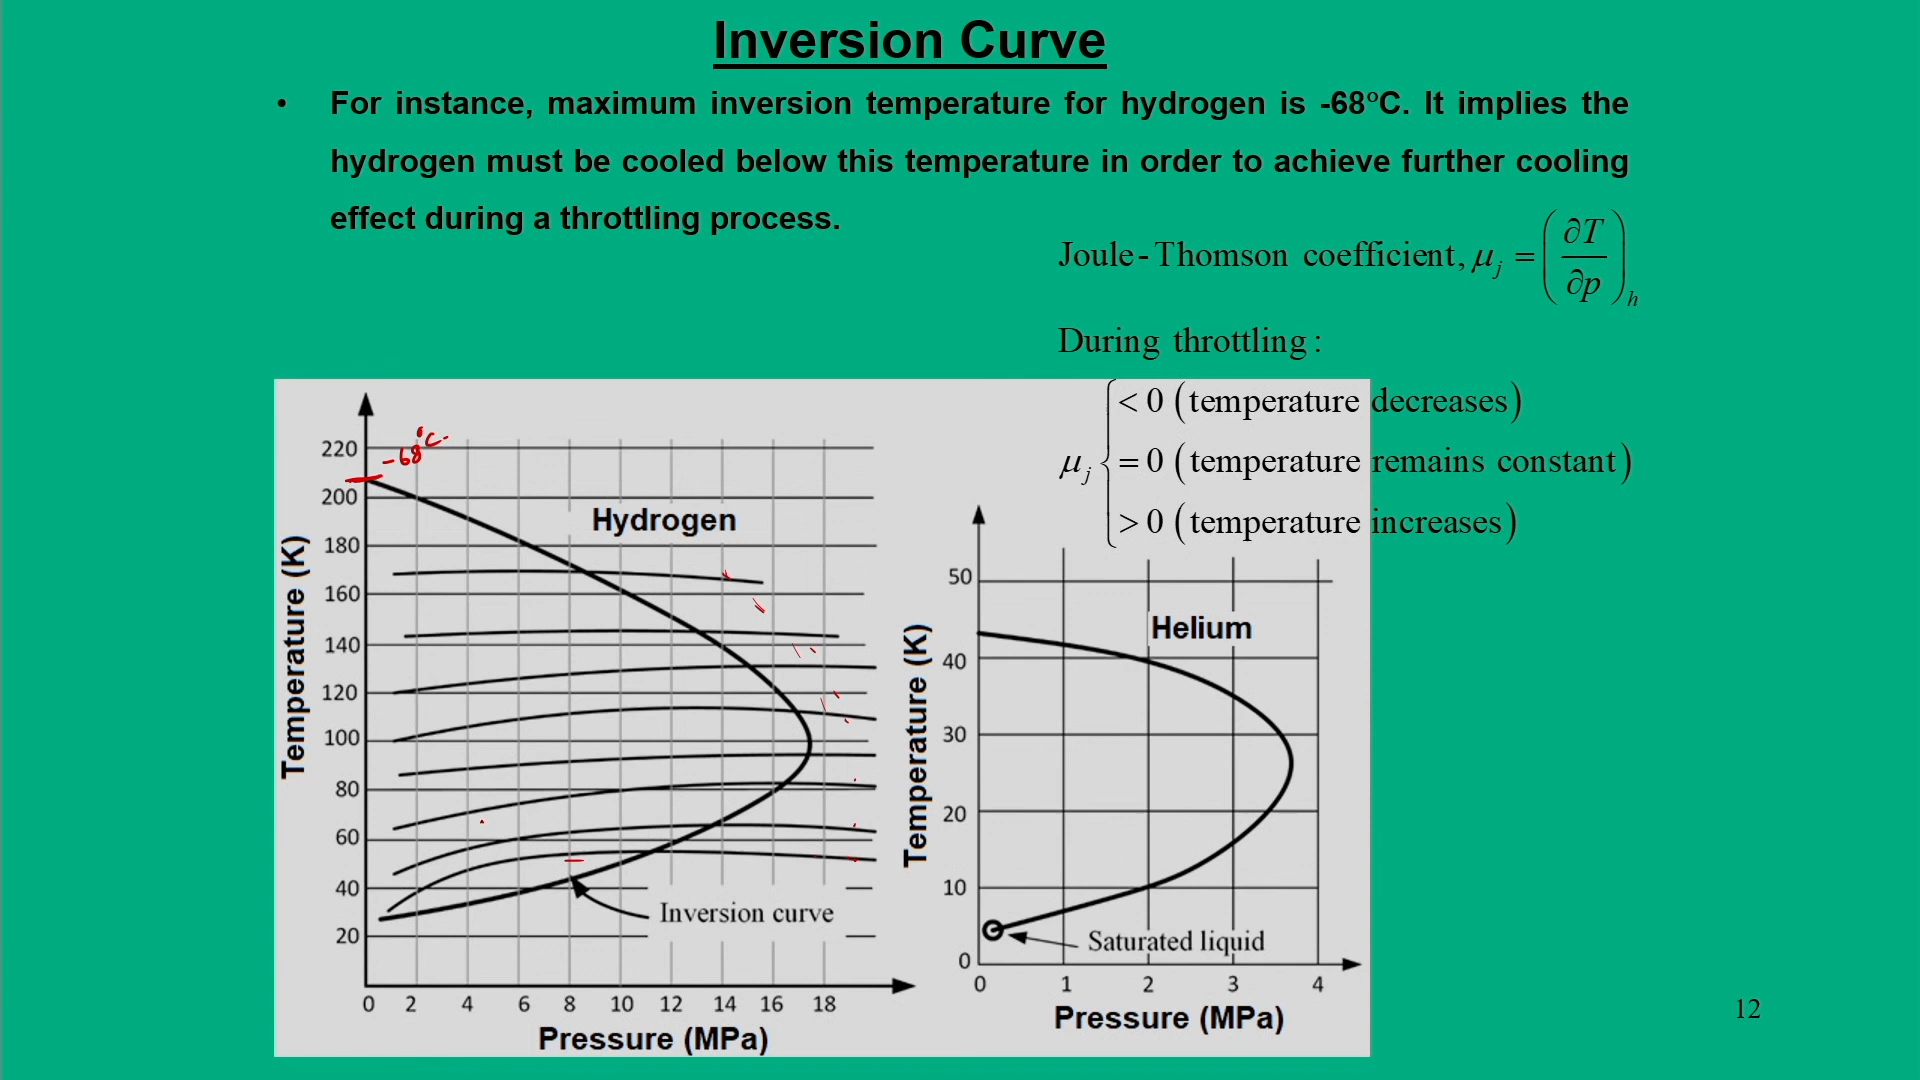 Inversion Curve
• For instance, maximum inversion temperature for hydrogen is -68°C. It implies the
hydrogen must be cooled below this temperature in order to achieve further cooling
effect during a throttling process.
Joule-Thomson coefficient, μj = (∂T/∂p)h
During throttling:
μj { < 0 (temperature decreases)
= 0 (temperature remains constant)
> 0 (temperature increases)
-68°C.
Hydrogen
Temperature (K)
220
200
180
160
140
120
100
80
60
40
20
Inversion curve
0 2 4 6 8 10 12 14 16 18
Pressure (MPa)
Helium
Temperature (K)
50
40
30
20
10
0
Saturated liquid
0 1 2 3 4
Pressure (MPa)
12